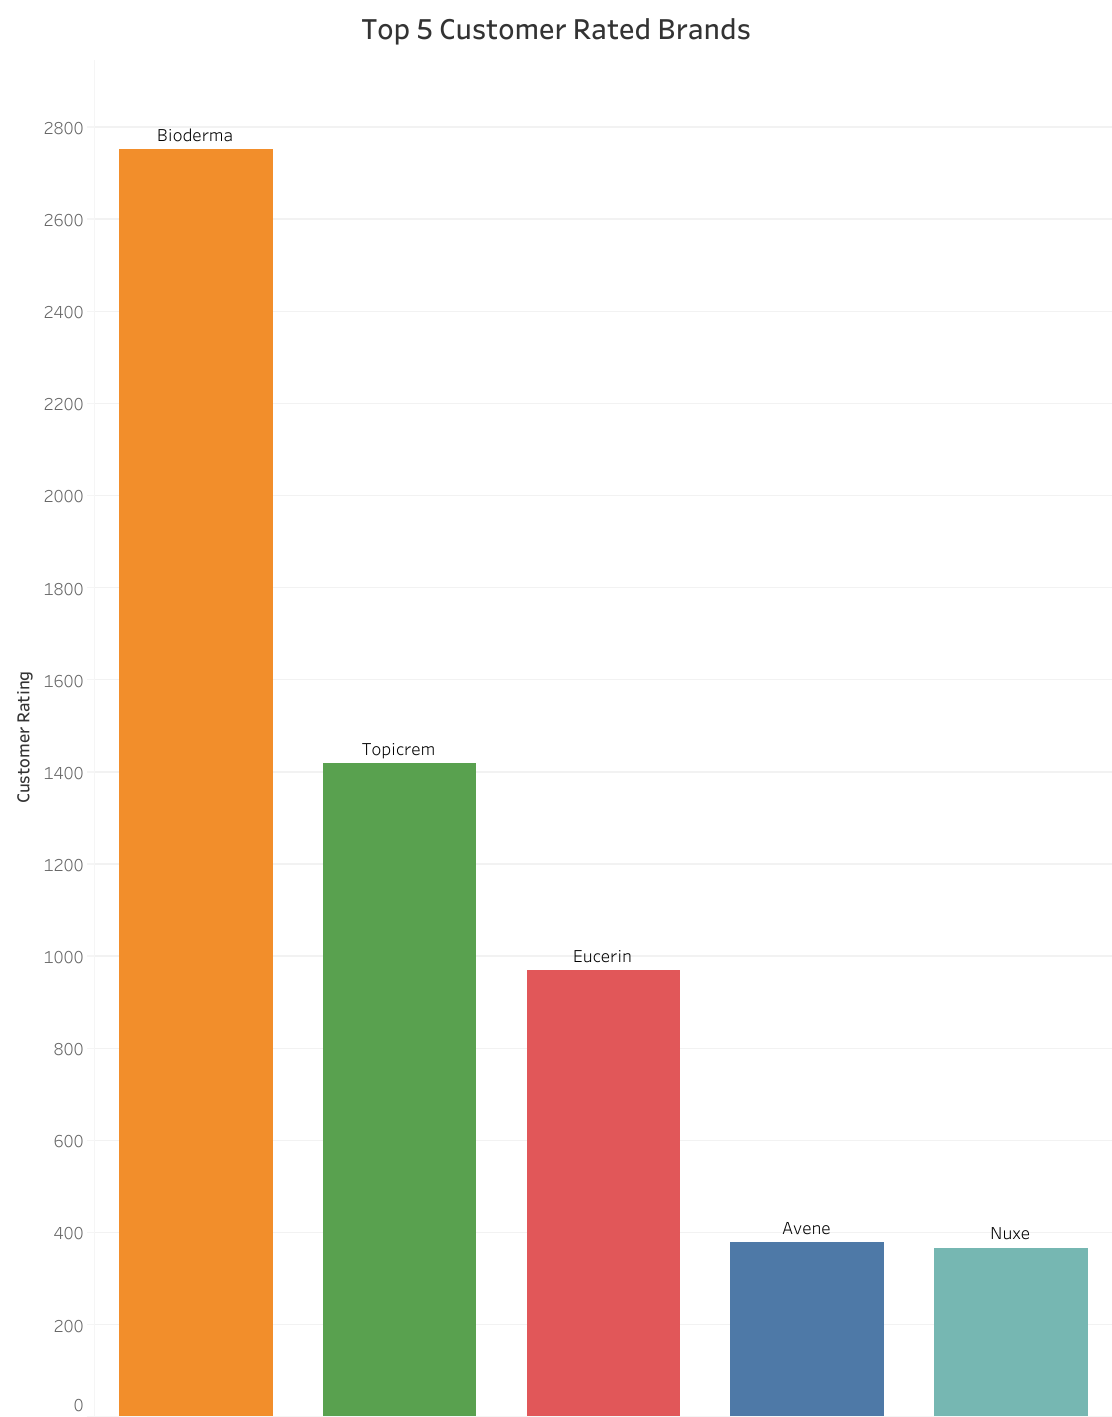 Top 5 Customer Rated Brands
Customer Rating
2800
2600
2400
2200
2000
1800
1600
1400
1200
1000
800
600
400
200
0
Bioderma
Topicrem
Eucerin
Avene
Nuxe